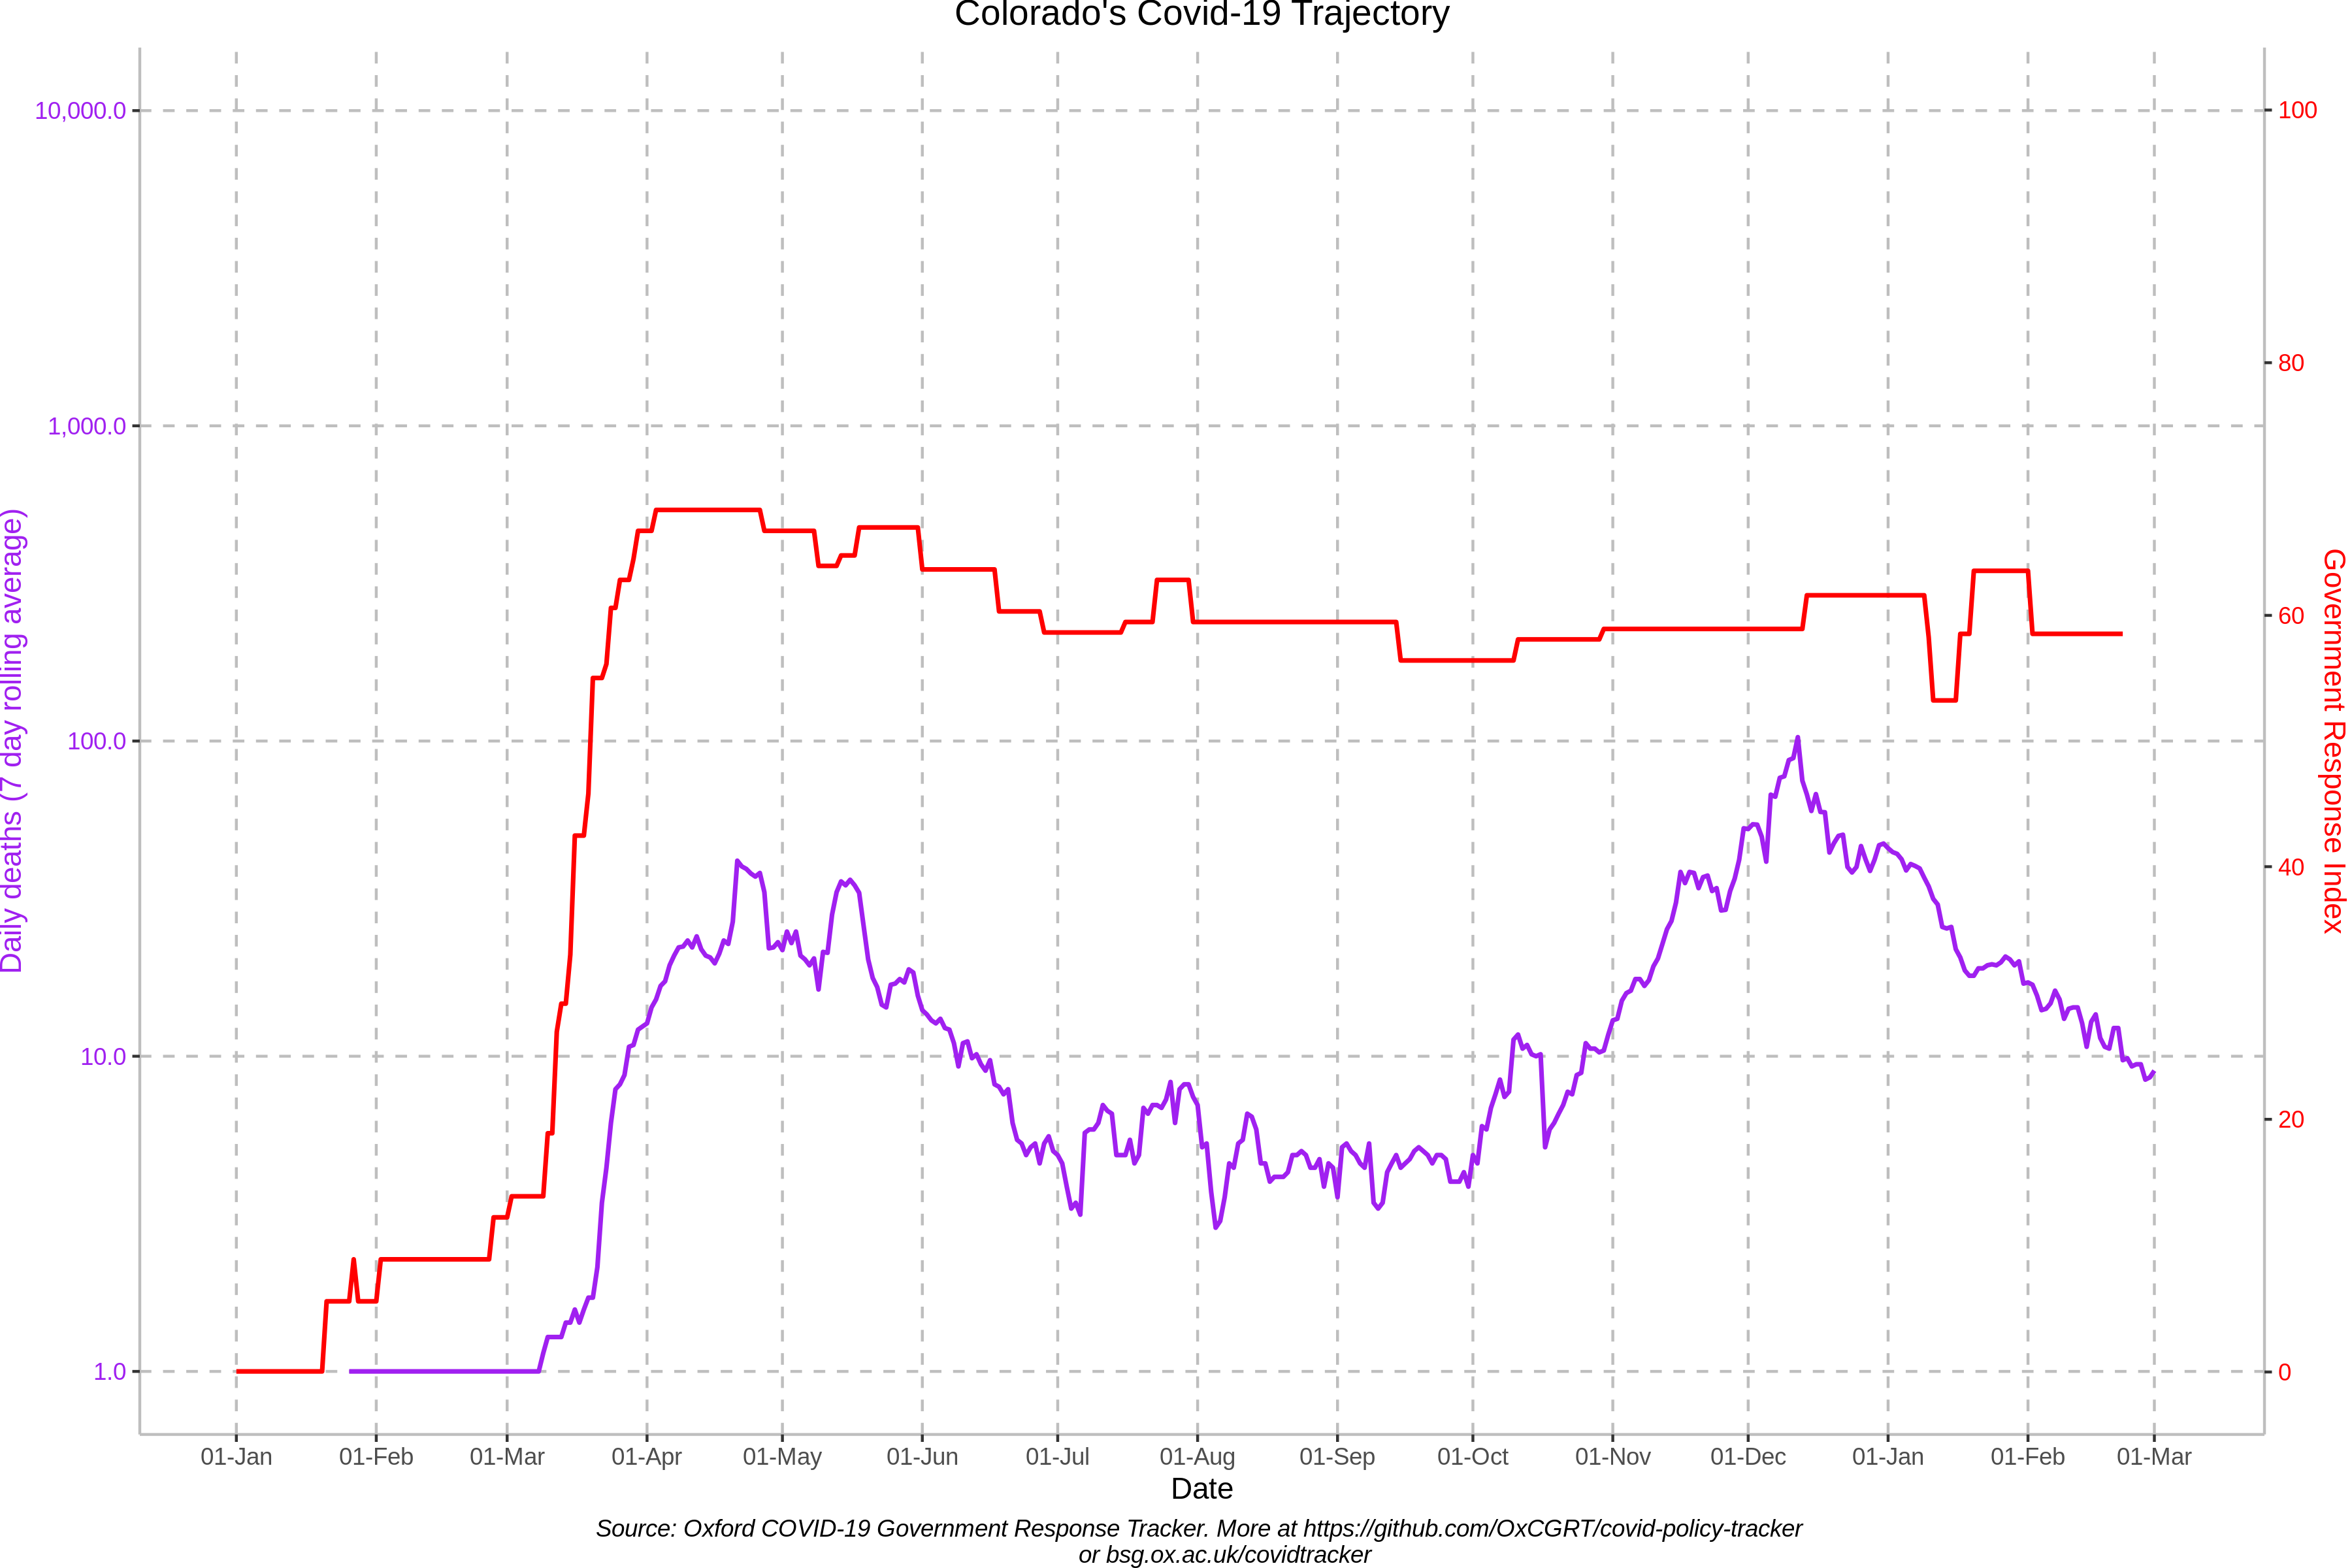 Colorado's Covid-19 Trajectory
10,000.0
1,000.0
100.0
10.0
1.0
Daily deaths (7 day rolling average)
100
80
60
40
20
0
Government Response Index
01-Jan 01-Feb 01-Mar 01-Apr 01-May 01-Jun 01-Jul 01-Aug 01-Sep 01-Oct 01-Nov 01-Dec 01-Jan 01-Feb 01-Mar
Date
Source: Oxford COVID-19 Government Response Tracker. More at https://github.com/OxCGRT/covid-policy-tracker
or bsg.ox.ac.uk/covidtracker